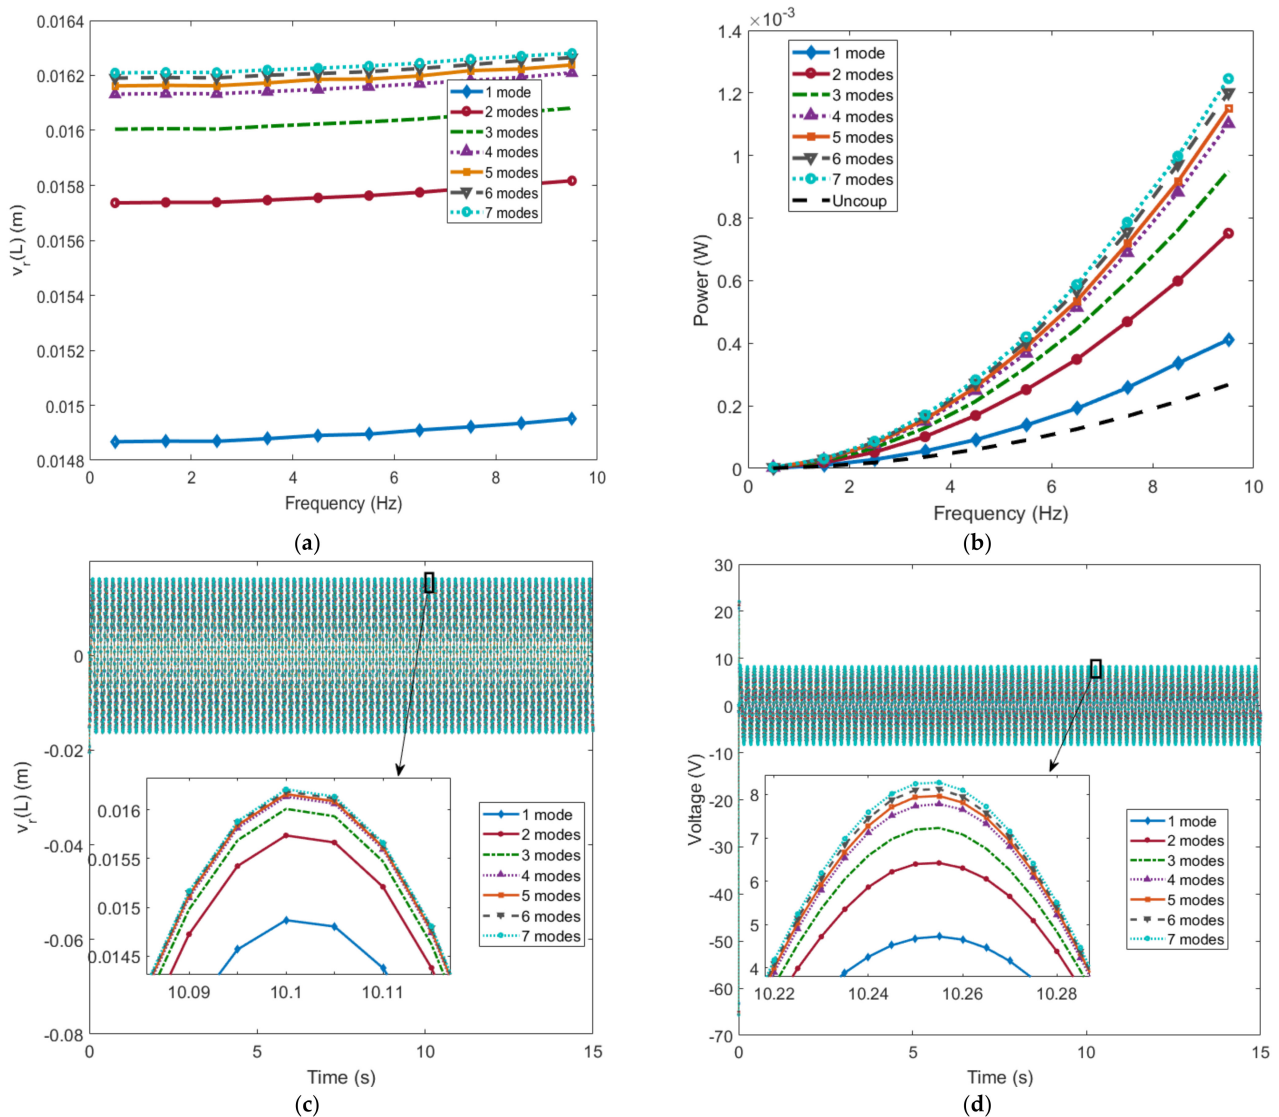 0.0164
0.0162
0.016
0.0158
0.0156
0.0154
0.0152
0.015
0.0148
v_r(L) (m)
1 mode
2 modes
3 modes
4 modes
5 modes
6 modes
7 modes
0 2 4 6 8 10
Frequency (Hz)
(a)
×10⁻³
1.4
1.2
1
0.8
0.6
0.4
0.2
0
Power (W)
1 mode
2 modes
3 modes
4 modes
5 modes
6 modes
7 modes
Uncoup
2 4 6 8 10
Frequency (Hz)
(b)
0
-0.02
-0.04
-0.06
-0.08
v_r(L) (m)
0.016
0.0155
0.015
0.0145
10.09 10.1 10.11
1 mode
2 modes
3 modes
4 modes
5 modes
6 modes
7 modes
0 5 10 15
Time (s)
(c)
30
20
10
0
-10
-20
-30
-40
-50
-60
-70
Voltage (V)
8
7
6
5
4
10.22 10.24 10.26 10.28
1 mode
2 modes
3 modes
4 modes
5 modes
6 modes
7 modes
0 5 10 15
Time (s)
(d)